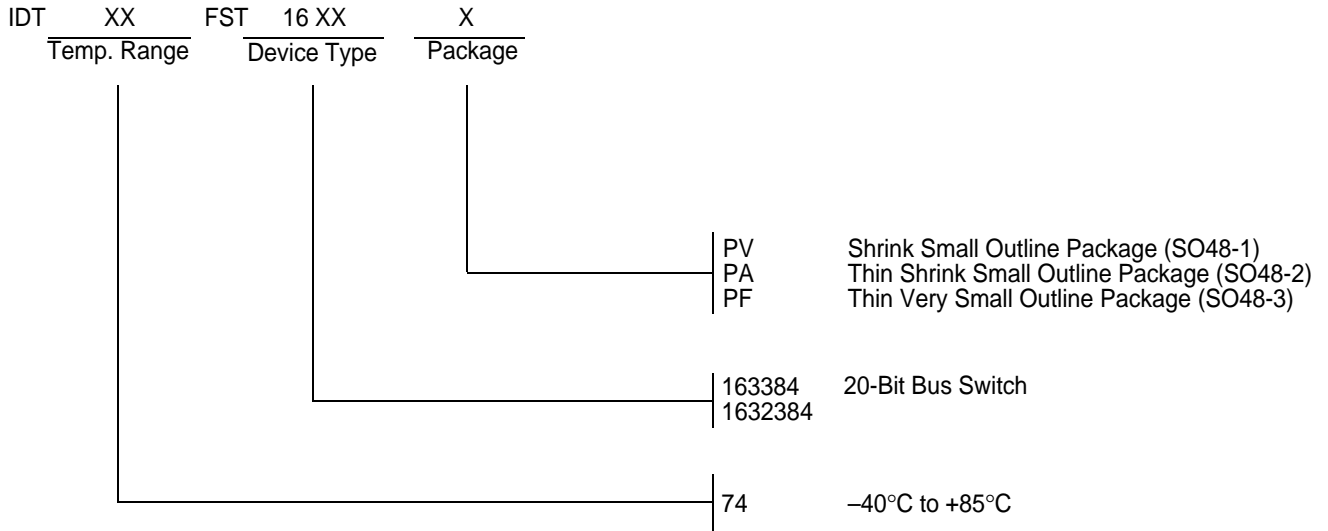 IDT XX FST 16 XX X
Temp. Range Device Type Package
PV Shrink Small Outline Package (SO48-1)
PA Thin Shrink Small Outline Package (SO48-2)
PF Thin Very Small Outline Package (SO48-3)
163384 20-Bit Bus Switch
1632384
74 –40°C to +85°C